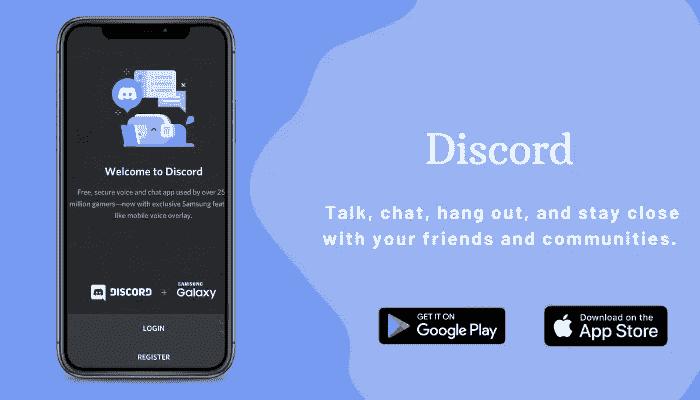 Welcome to Discord
Free, secure voice and chat app used by over 25
million gamers—now with exclusive Samsung feat
like mobile voice overlay.
DISCORD + SAMSUNG Galaxy
LOGIN
REGISTER
Discord
Talk, chat, hang out, and stay close
with your friends and communities.
GET IT ON
Google Play
Download on the
App Store